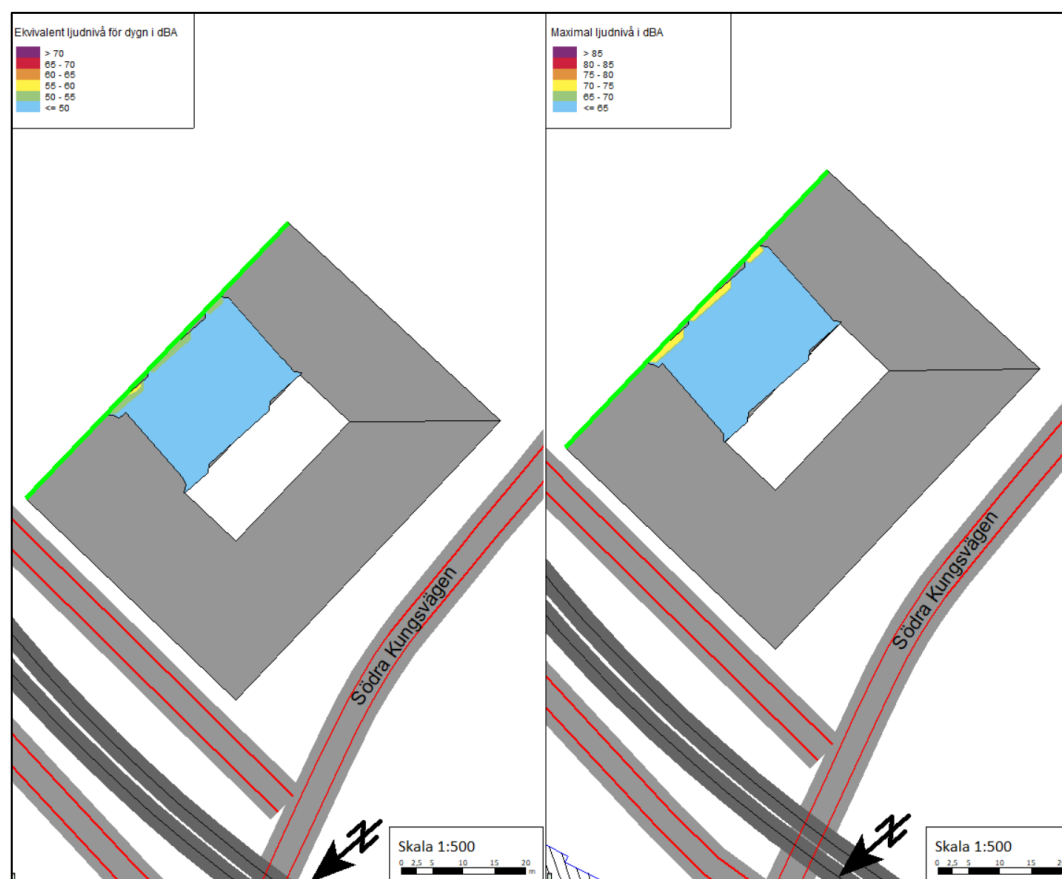 Ekvivalent ljudnivå för dygn i dBA
> 70
65 - 70
60 - 65
55 - 60
50 - 55
<= 50
Södra Kungsvägen
N
Skala 1:500
0 2,5 5 10 15 20
m
Maximal ljudnivå i dBA
> 85
80 - 85
75 - 80
70 - 75
65 - 70
<= 65
Södra Kungsvägen
N
Skala 1:500
0 2,5 5 10 15 20